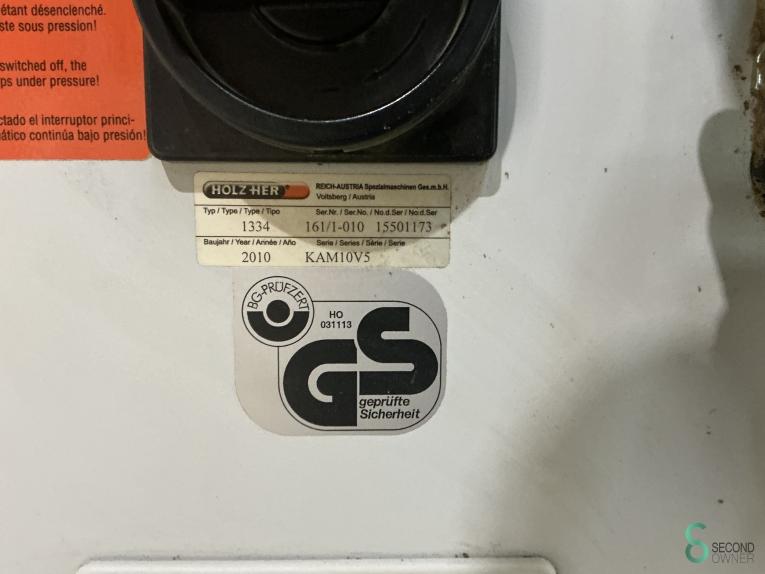 étant désenclenché.
ste sous pression!
switched off, the
ps under pressure!
ctado el interruptor princi-
ático continúa bajo presión!
HOLZ-HER®
REICH-AUSTRIA Spezialmaschinen Ges.m.b.H.
Voitsberg / Austria
Typ / Type / Type / Tipo
Ser.Nr. / Ser.No. / No.d.Ser / No.d.Ser
1334
161/1-010 15501173
Baujahr / Year / Année / Año
Serie / Series / Série / Serie
2010
KAM10V5
BG-PRÜFZERT
HO
031113
GS
geprüfte
Sicherheit
SECOND
OWNER